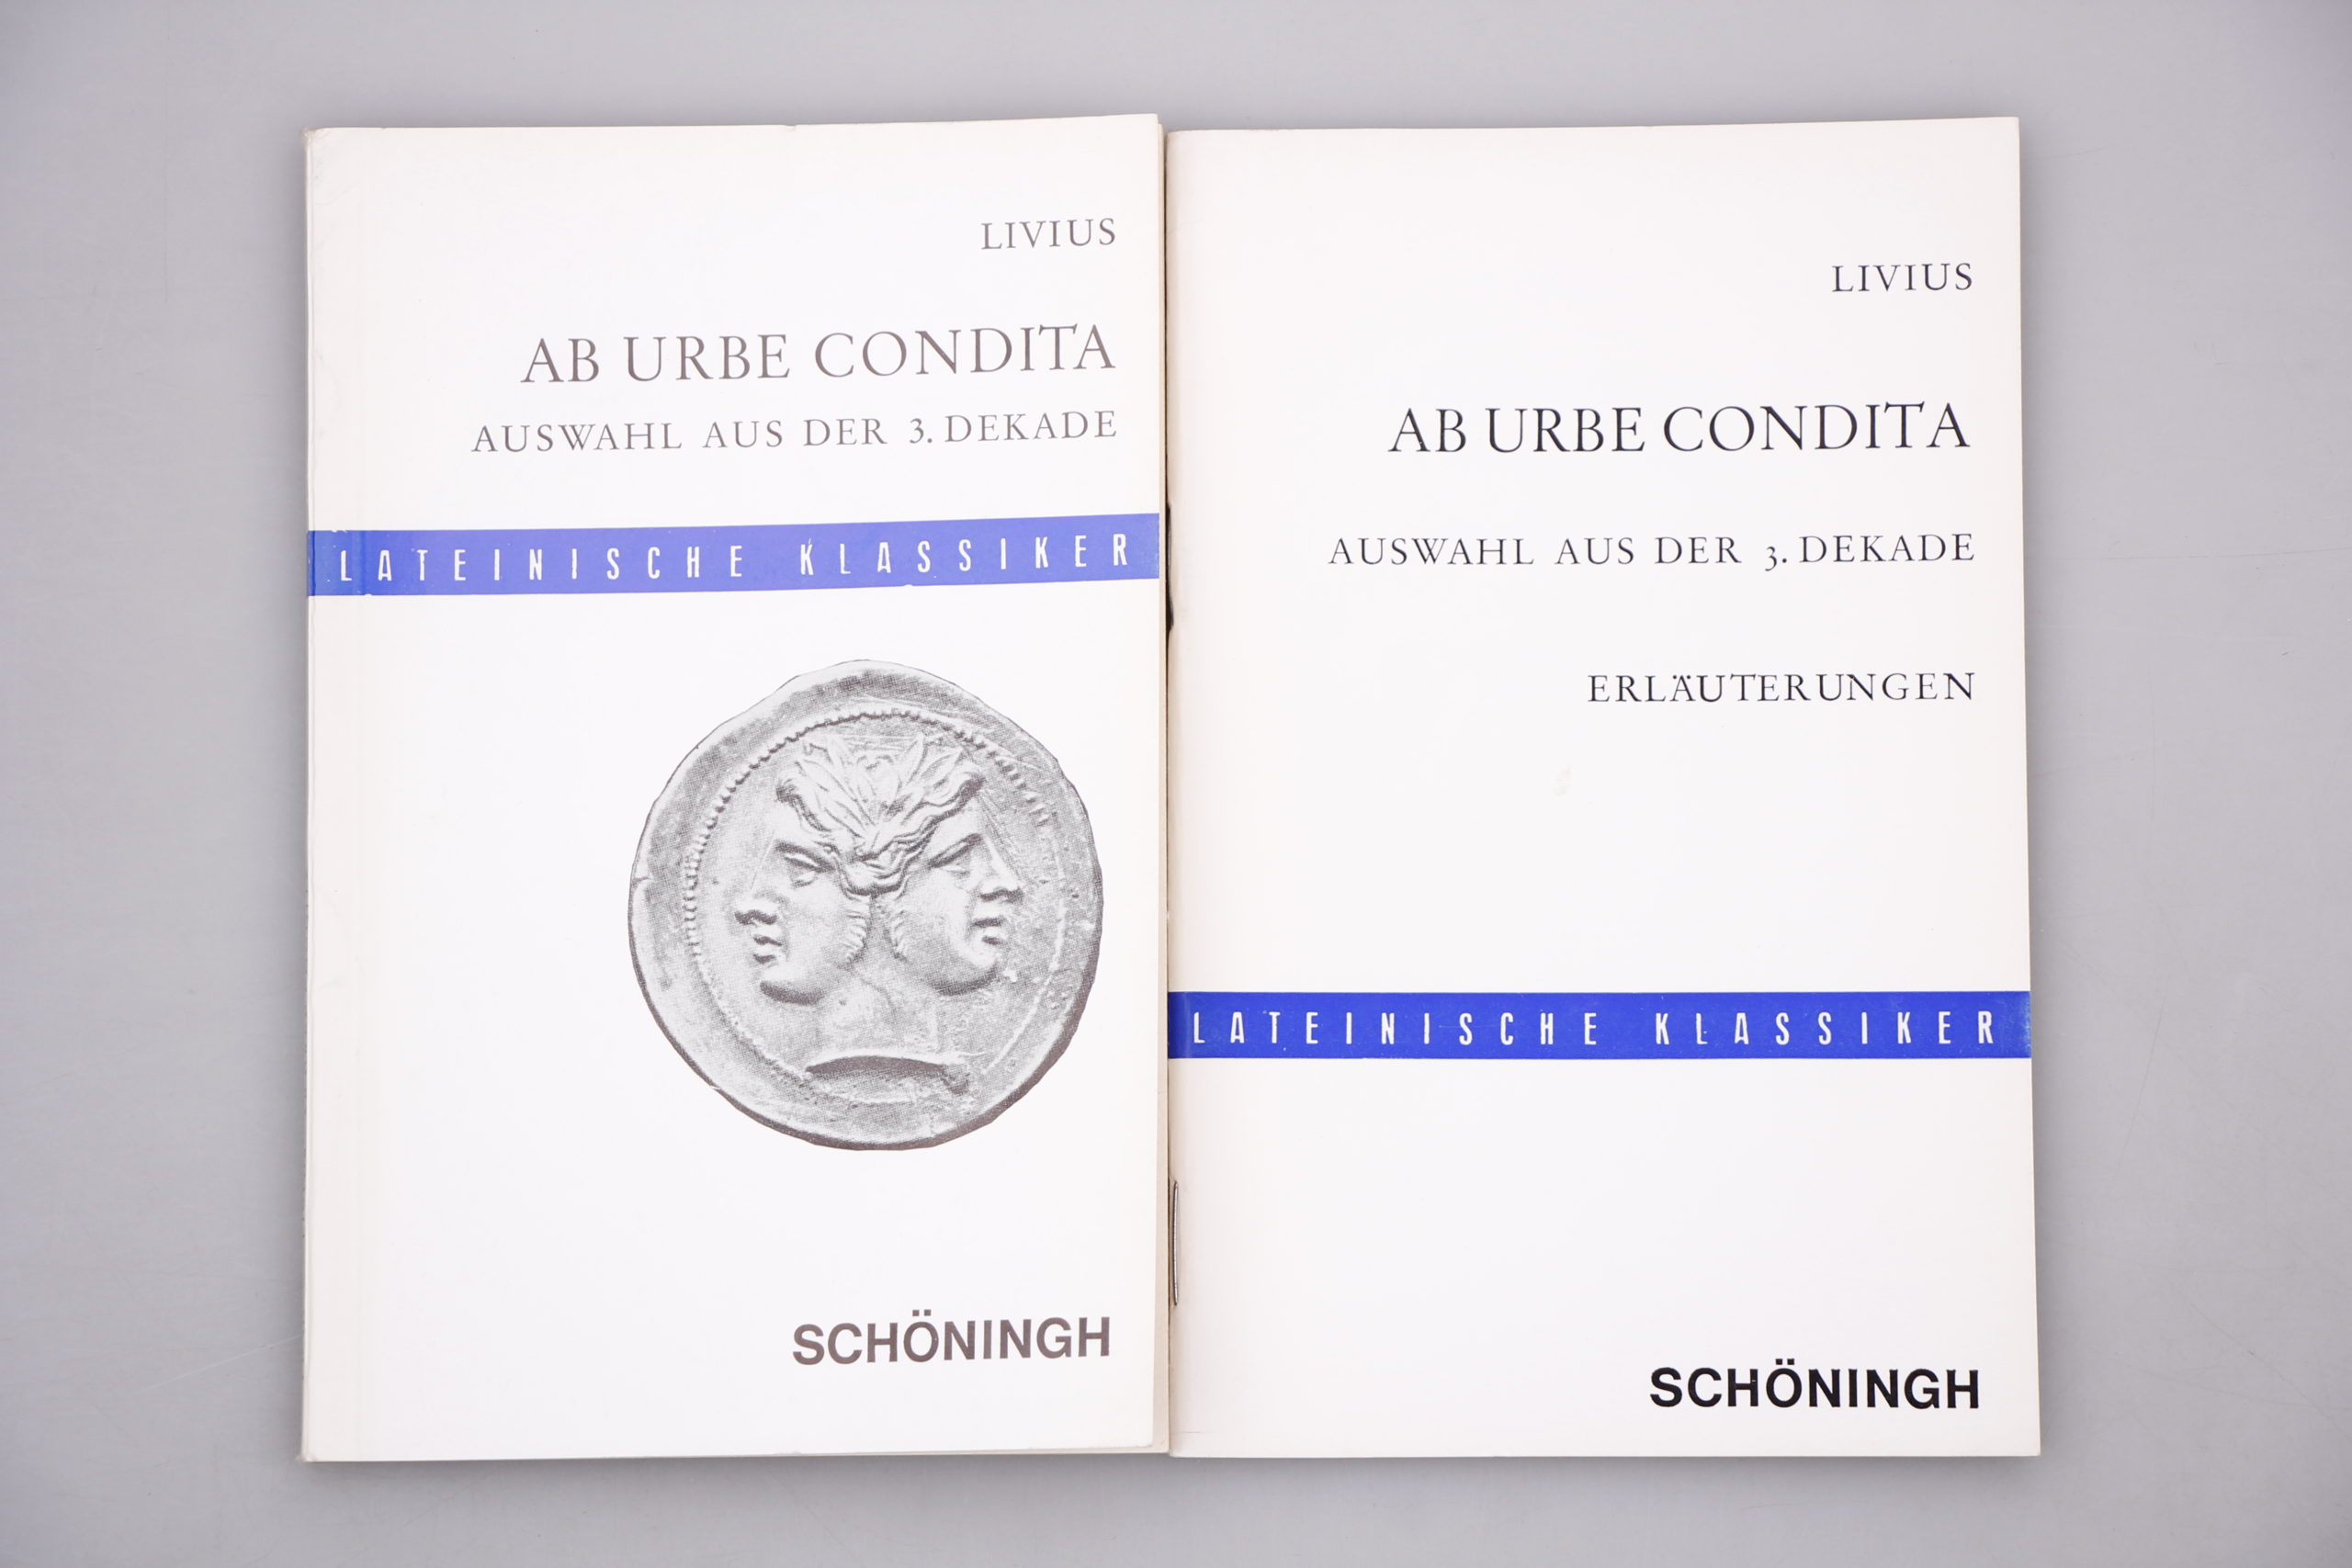 LIVIUS
AB URBE CONDITA
AUSWAHL AUS DER 3. DEKADE
LATEINISCHE KLASSIKER
SCHÖNINGH
LIVIUS
AB URBE CONDITA
AUSWAHL AUS DER 3. DEKADE
ERLÄUTERUNGEN
LATEINISCHE KLASSIKER
SCHÖNINGH